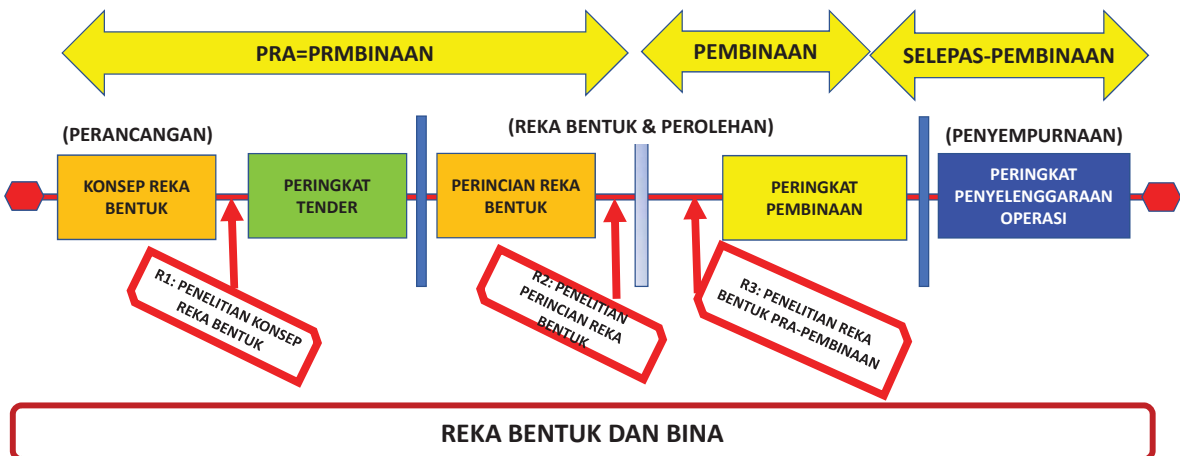 PRA=PRMBINAAN
PEMBINAAN
SELEPAS-PEMBINAAN
(PERANCANGAN)
(REKA BENTUK & PEROLEHAN)
(PENYEMPURNAAN)
KONSEP REKA
BENTUK
PERINGKAT
TENDER
PERINCIAN REKA
BENTUK
PERINGKAT
PEMBINAAN
PERINGKAT
PENYELENGGARAAN
OPERASI
R1: PENELITIAN KONSEP
REKA BENTUK
R2: PENELITIAN
PERINCIAN REKA
BENTUK
R3: PENELITIAN REKA
BENTUK PRA-PEMBINAAN
REKA BENTUK DAN BINA